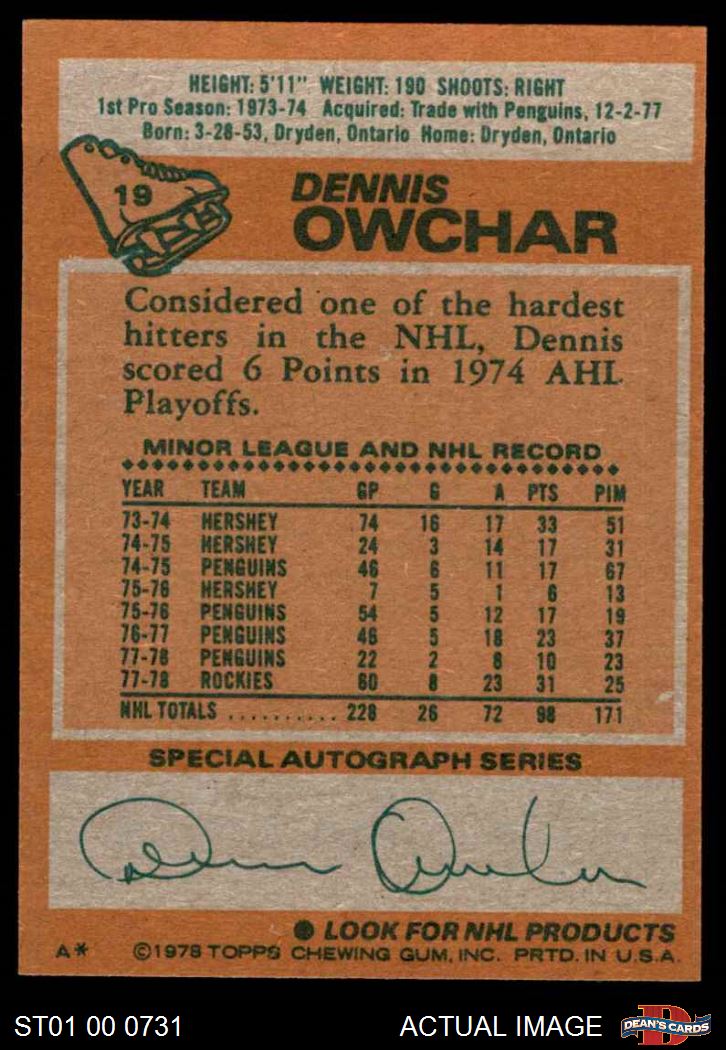 HEIGHT: 5'11" WEIGHT: 190 SHOOTS: RIGHT
1st Pro Season: 1973-74 Acquired: Trade with Penguins, 12-2-77
Born: 3-28-53, Dryden, Ontario Home: Dryden, Ontario
19
DENNIS
OWCHAR
Considered one of the hardest
hitters in the NHL, Dennis
scored 6 Points in 1974 AHL
Playoffs.
MINOR LEAGUE AND NHL RECORD
YEAR TEAM GP G A PTS PIM
73-74 HERSHEY 74 16 17 33 51
74-75 HERSHEY 24 3 14 17 31
74-75 PENGUINS 46 6 11 17 67
75-76 HERSHEY 7 5 1 6 13
75-76 PENGUINS 54 5 12 17 19
76-77 PENGUINS 46 5 18 23 37
77-78 PENGUINS 22 2 8 10 23
77-78 ROCKIES 60 8 23 31 25
NHL TOTALS .......... 228 26 72 98 171
SPECIAL AUTOGRAPH SERIES
Dennis Owchar
● LOOK FOR NHL PRODUCTS
A* ©1978 TOPPS CHEWING GUM, INC. PRTD. IN U.S.A.
ST01 00 0731 ACTUAL IMAGE DEAN'S CARDS